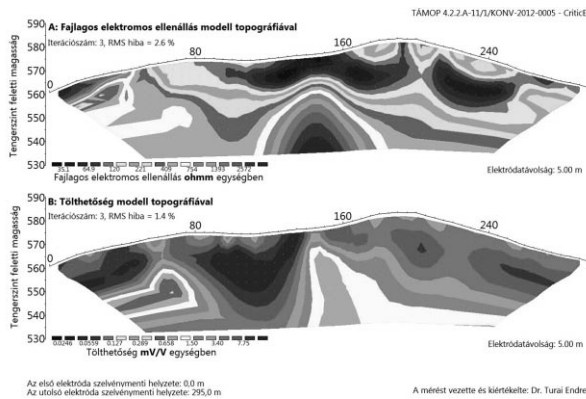 TÁMOP 4.2.2.A-11/1/KONV-2012-0005 - CriticE
A: Fajlagos elektromos ellenállás modell topográfiával
Iterációszám: 3, RMS hiba = 2.6 %
Tengerszint feletti magasság
590
580
570
560
550
540
530
0
80
160
240
35.1 64.9 120 221 409 754 1393 2572
Fajlagos elektromos ellenállás ohmm egységben
Elektródatávolság: 5.00 m
B: Tölthetőség modell topográfiával
Iterációszám: 3, RMS hiba = 1.4 %
Tengerszint feletti magasság
590
580
570
560
550
540
530
0
80
160
240
0.0246 0.0559 0.127 0.289 0.658 1.50 3.40 7.75
Tölthetőség mV/V egységben
Elektródatávolság: 5.00 m
Az első elektróda szelvénymenti helyzete: 0,0 m
Az utolsó elektróda szelvénymenti helyzete: 295,0 m
A mérést vezette és kiértékelte: Dr. Turai Endre